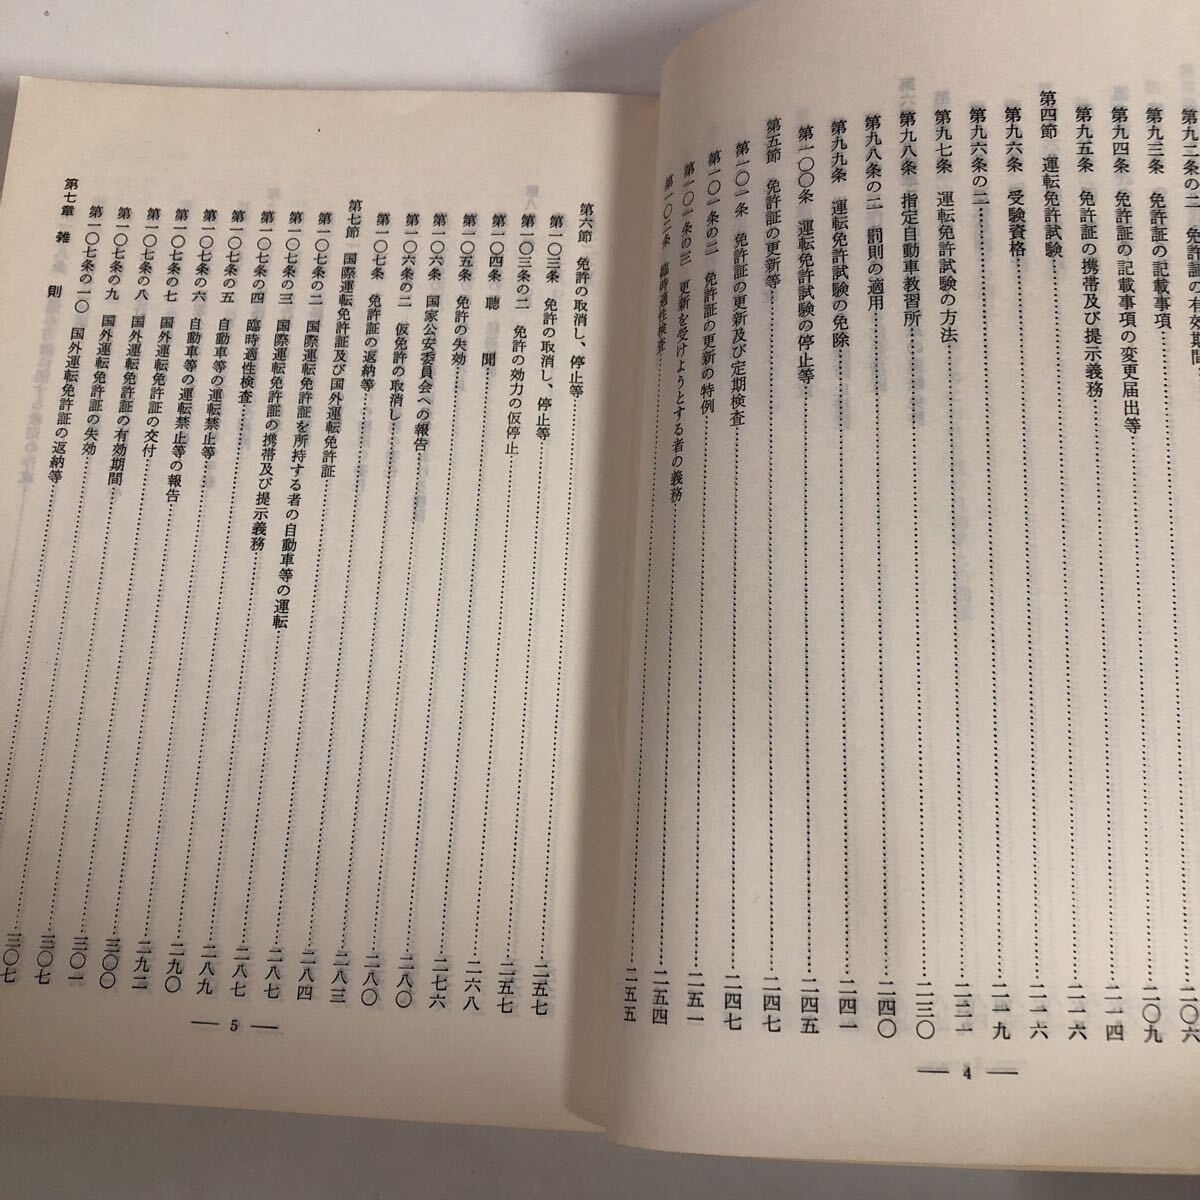 第九二条の二 免許証の有効期間……二〇六
第九三条 免許証の記載事項……二〇九
第九四条 免許証の記載事項の変更届出等……二一四
第九五条 免許証の携帯及び提示義務……二一六
第四節 運転免許試験……二一六
第九六条 受験資格……二一九
第九六条の二……二二一
第九七条 運転免許試験の方法……二三〇
第九八条 指定自動車教習所……二四〇
第九八条の二 罰則の適用……二四一
第九九条 運転免許試験の免除……二四五
第一〇〇条 運転免許試験の停止等……二四七
第五節 免許証の更新等……二四七
第一〇一条 免許証の更新及び定期検査……二五一
第一〇一条の二 免許証の更新の特例……二五四
第一〇一条の三 更新を受けようとする者の義務……二五五
第一〇二条 臨時適性検査
— 4 —
第六節 免許の取消し、停止等……二五七
第一〇三条 免許の取消し、停止等……二五七
第一〇三条の二 免許の効力の仮停止……二六八
第一〇四条 聴 聞……二七六
第一〇五条 免許の失効……二八〇
第一〇六条 国家公安委員会への報告……二八〇
第一〇六条の二 仮免許の取消し……二八三
第一〇七条 免許証の返納等……二八四
第七節 国際運転免許証及び国外運転免許証……二八七
第一〇七条の二 国際運転免許証を所持する者の自動車等の運転……二八七
第一〇七条の三 国際運転免許証の携帯及び提示義務……二八九
第一〇七条の四 臨時適性検査……二九〇
第一〇七条の五 自動車等の運転禁止等……二九二
第一〇七条の六 自動車等の運転禁止等の報告……三〇〇
第一〇七条の七 国外運転免許証の交付……三〇一
第一〇七条の八 国外運転免許証の有効期間……三〇七
第一〇七条の九 国外運転免許証の失効……三〇七
第一〇七条の一〇 国外運転免許証の返納等
第七章 雑 則
— 5 —